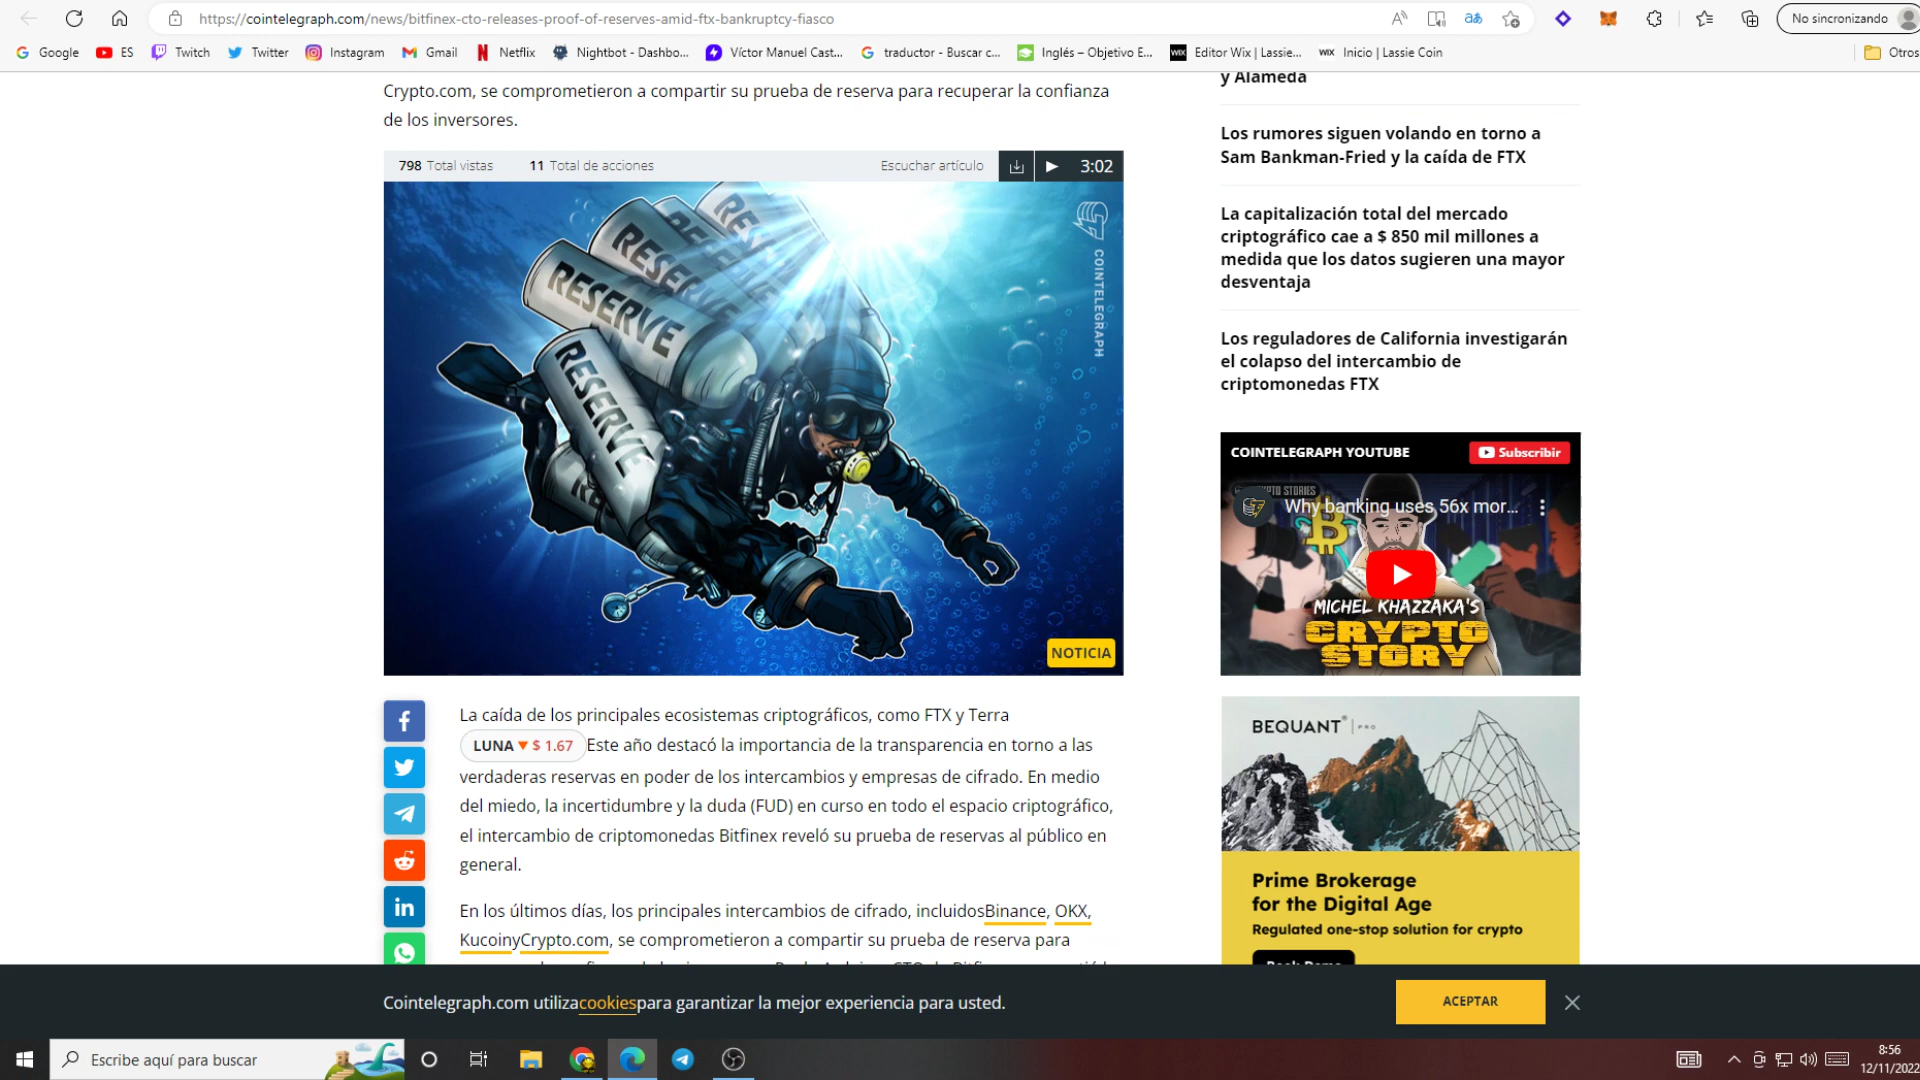 https://cointelegraph.com/news/bitfinex-cto-releases-proof-of-reserves-amid-ftx-bankruptcy-fiasco
No sincronizando
Google
ES
Twitch
Twitter
Instagram
Gmail
Netflix
Nightbot - Dashbo...
Víctor Manuel Cast...
traductor - Buscar c...
Inglés – Objetivo E...
Editor Wix | Lassie...
Inicio | Lassie Coin
Otros
Crypto.com, se comprometieron a compartir su prueba de reserva para recuperar la confianza
de los inversores.
798 Total vistas
11 Total de acciones
Escuchar artículo
3:02
RESERVE
RESERVE
RESERVE
COINTELEGRAPH
NOTICIA
La caída de los principales ecosistemas criptográficos, como FTX y Terra
LUNA ▼ $ 1.67 Este año destacó la importancia de la transparencia en torno a las
verdaderas reservas en poder de los intercambios y empresas de cifrado. En medio
del miedo, la incertidumbre y la duda (FUD) en curso en todo el espacio criptográfico,
el intercambio de criptomonedas Bitfinex reveló su prueba de reservas al público en
general.
En los últimos días, los principales intercambios de cifrado, incluidosBinance, OKX,
KucoinyCrypto.com, se comprometieron a compartir su prueba de reserva para
y Alameda
Los rumores siguen volando en torno a
Sam Bankman-Fried y la caída de FTX
La capitalización total del mercado
criptográfico cae a $ 850 mil millones a
medida que los datos sugieren una mayor
desventaja
Los reguladores de California investigarán
el colapso del intercambio de
criptomonedas FTX
COINTELEGRAPH YOUTUBE
Subscribir
Why banking uses 56x mor...
MICHEL KHAZZAKA'S
CRYPTO
STORY
BEQUANT PRO
Prime Brokerage
for the Digital Age
Regulated one-stop solution for crypto
Cointelegraph.com utilizacookiespara garantizar la mejor experiencia para usted.
ACEPTAR
Escribe aquí para buscar
8:56
12/11/2022